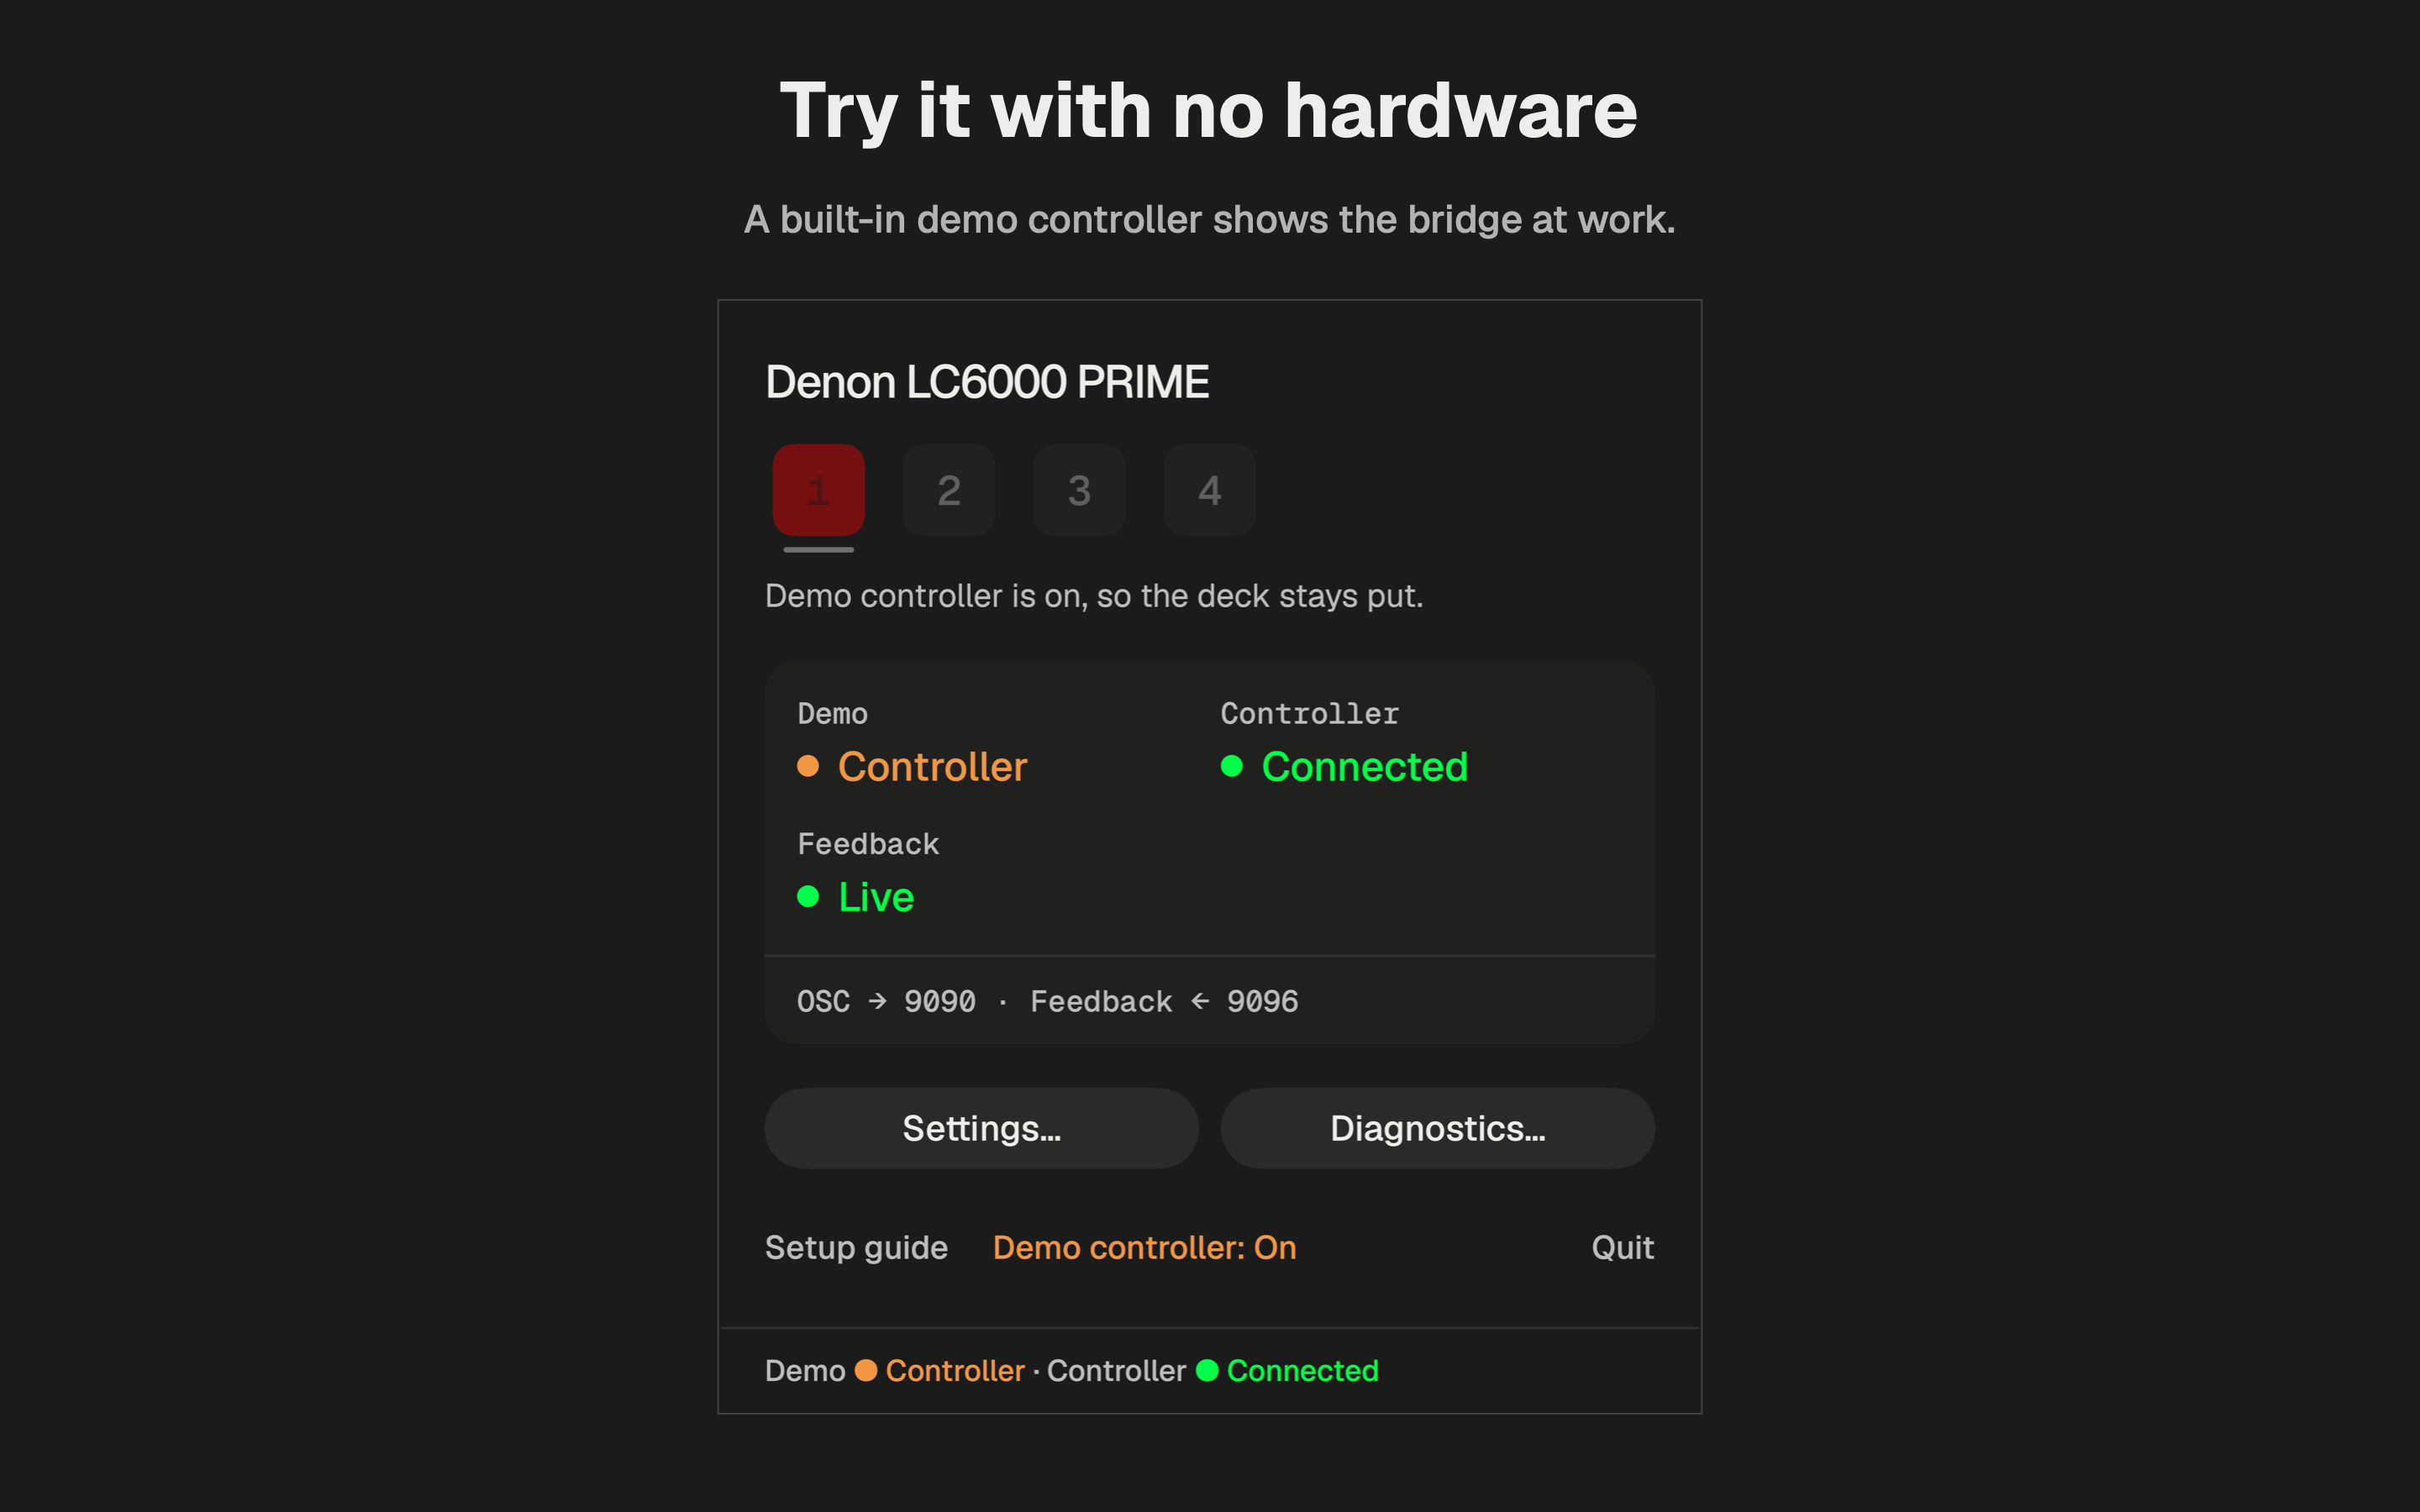 Try it with no hardware
A built-in demo controller shows the bridge at work.
Denon LC6000 PRIME
1 2 3 4
Demo controller is on, so the deck stays put.
Demo Controller
Controller Connected
Feedback
Live
OSC → 9090 · Feedback ← 9096
Settings... Diagnostics...
Setup guide Demo controller: On Quit
Demo Controller · Controller Connected